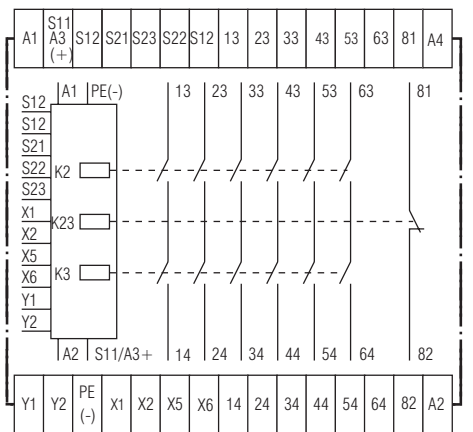 A1 S11 A3 (+) S12 S21 S23 S22 S12 13 23 33 43 53 63 81 A4
A1 PE(-) 13 23 33 43 53 63 81
S12
S12
S21
S22
S23
X1
X2
X5
X6
Y1
Y2
K2
K23
K3
A2 S11/A3+ 14 24 34 44 54 64 82
Y1 Y2 PE (-) X1 X2 X5 X6 14 24 34 44 54 64 82 A2